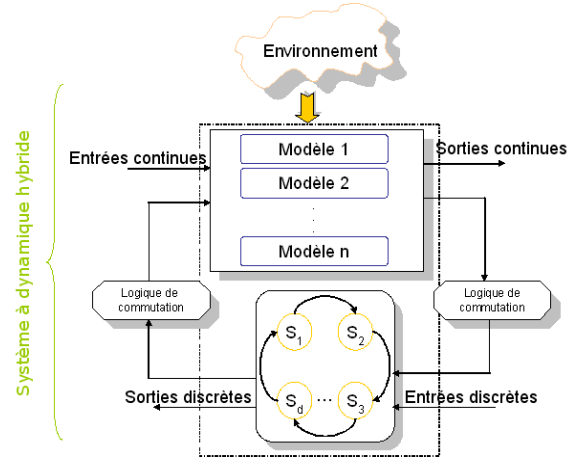 Environnement
Système à dynamique hybride
Entrées continues
Sorties continues
Modèle 1
Modèle 2
Modèle n
Logique de
commutation
Logique de
commutation
S1
S2
Sd
...
S3
Sorties discrètes
Entrées discrètes